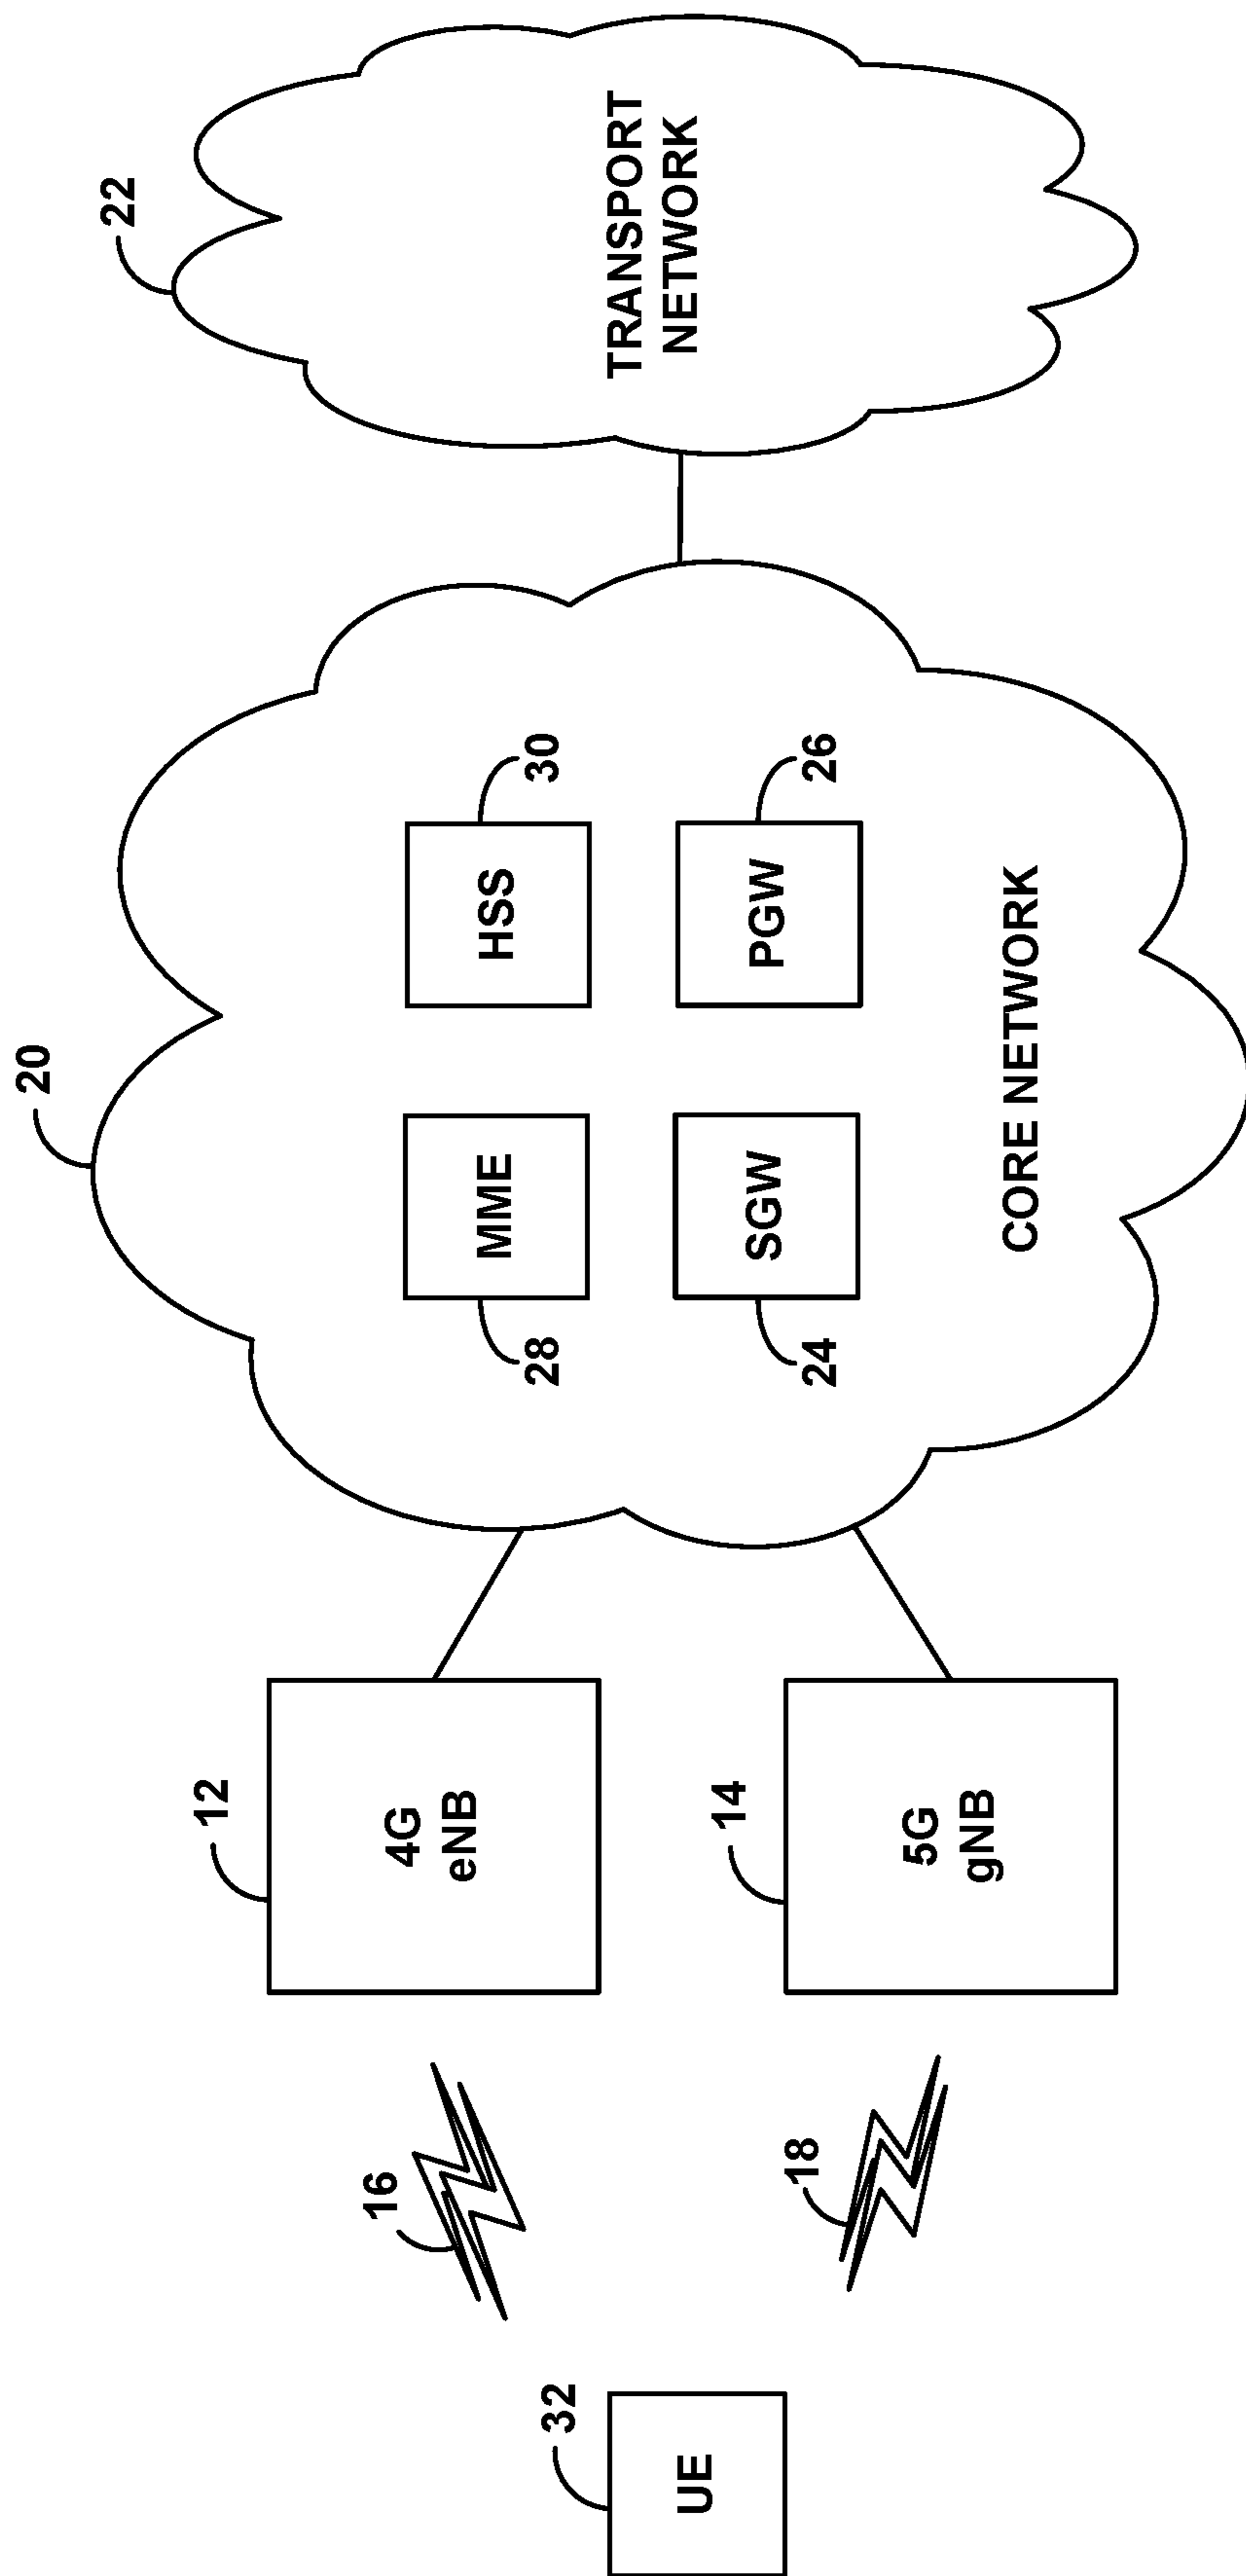 20
22
12
4G
eNB
16
28
MME
HSS
30
TRANSPORT
NETWORK
32
UE
14
5G
gNB
18
24
SGW
PGW
26
CORE NETWORK